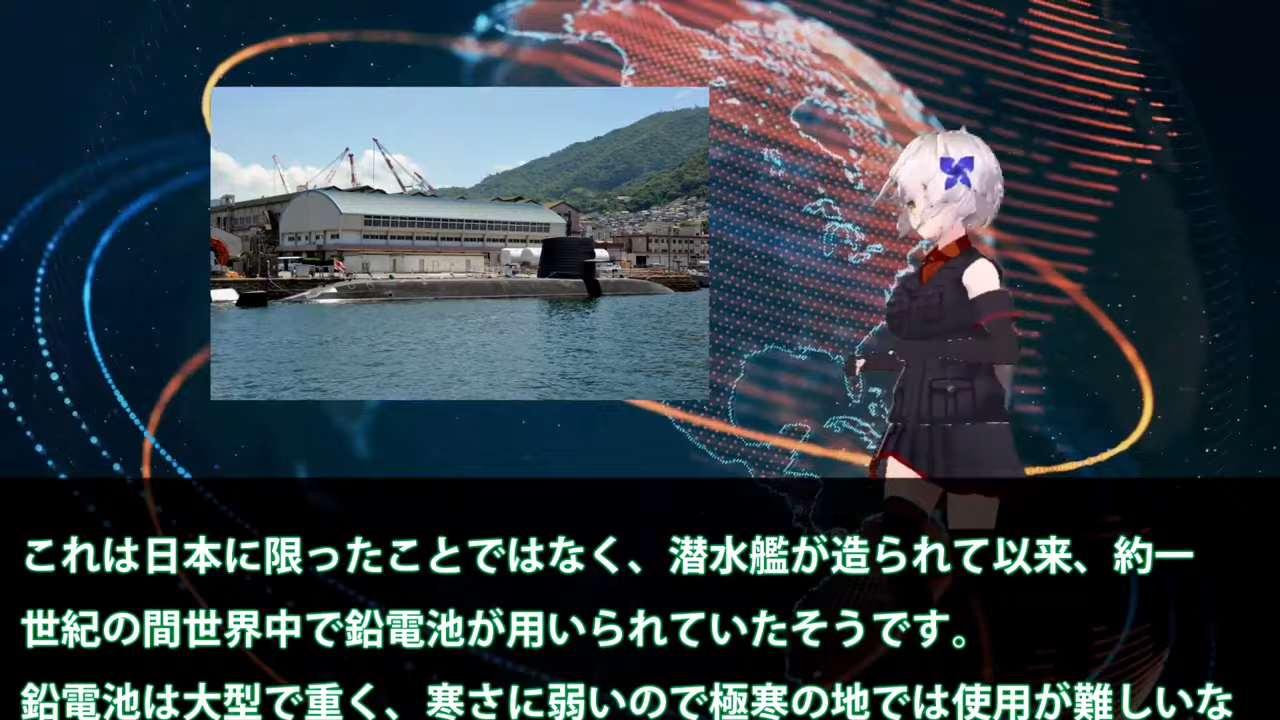 これは日本に限ったことではなく、潜水艦が造られて以来、約一
世紀の間世界中で鉛電池が用いられていたそうです。
鉛電池は大型で重く、寒さに弱いので極寒の地では使用が難しいな